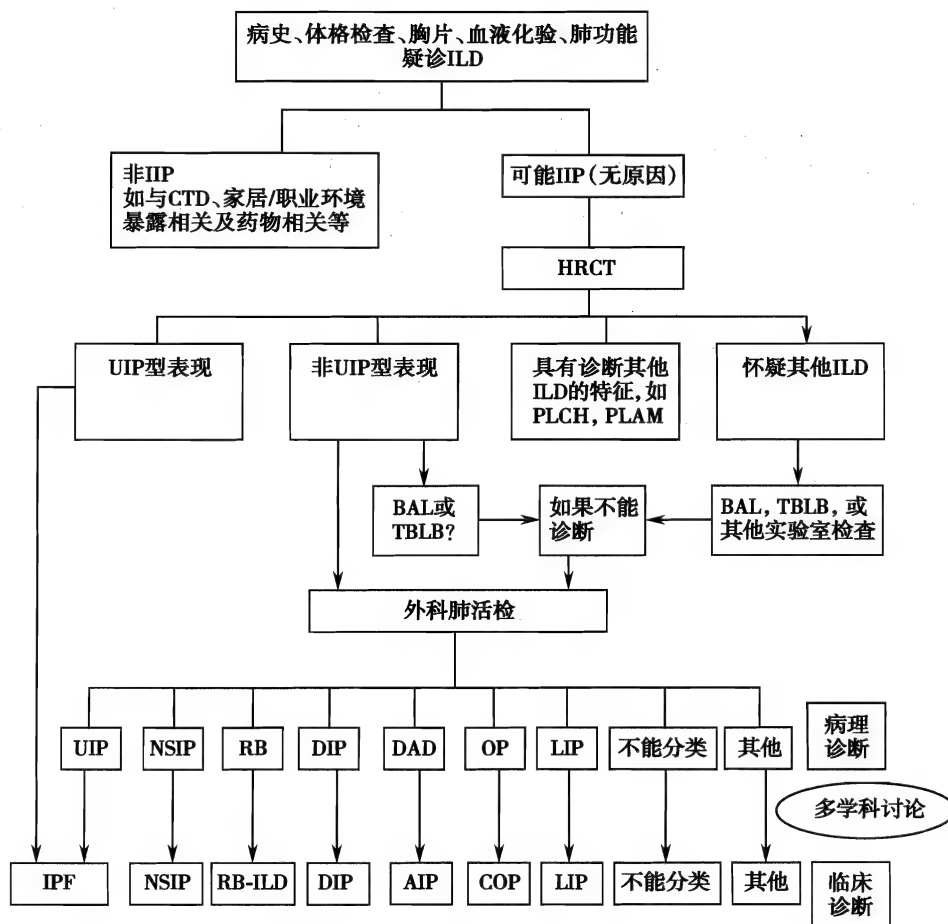 病史、体格检查、胸片、血液化验、肺功能
疑诊ILD
非IIP
如与CTD、家居/职业环境
暴露相关及药物相关等
可能IIP(无原因)
HRCT
UIP型表现
非UIP型表现
具有诊断其他
ILD的特征,如
PLCH, PLAM
怀疑其他ILD
BAL或
TBLB?
如果不能
诊断
BAL, TBLB, 或
其他实验室检查
外科肺活检
UIP
NSIP
RB
DIP
DAD
OP
LIP
不能分类
其他
病理
诊断
多学科讨论
IPF
NSIP
RB-ILD
DIP
AIP
COP
LIP
不能分类
其他
临床
诊断